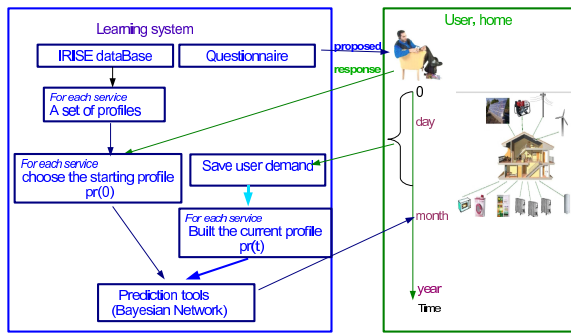 Learning system
IRISE dataBase
Questionnaire
proposed
response
For each service
A set of profiles
For each service
choose the starting profile
pr(0)
Save user demand
For each service
Built the current profile
pr(t)
Prediction tools
(Bayesian Network)
User, home
0
day
month
year
Time